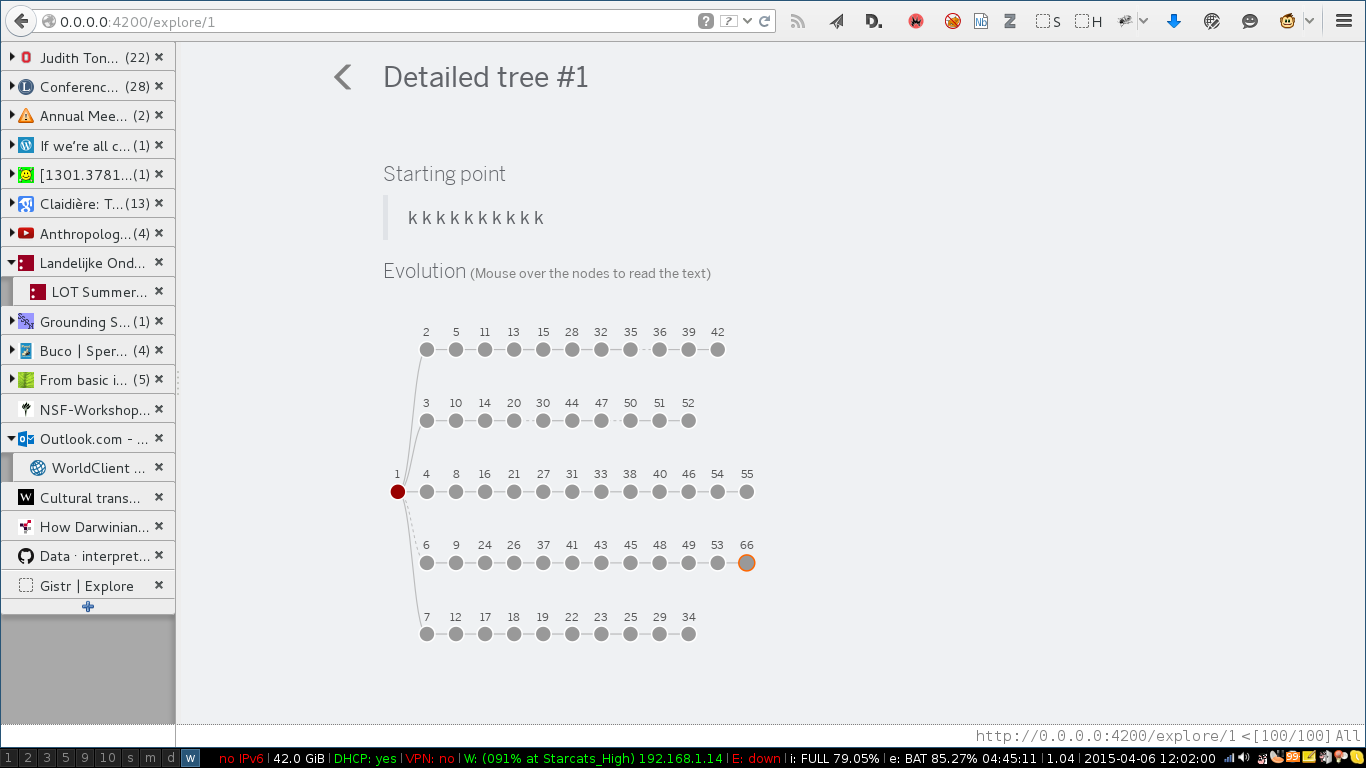 0.0.0.0:4200/explore/1
S
H
Judith Ton... (22)
Conferenc... (28)
Annual Mee... (2)
If we're all c... (1)
[1301.3781... (1)
Claidière: T... (13)
Anthropolog... (4)
Landelijke Ond...
LOT Summer...
Grounding S... (1)
Buco | Sper... (4)
From basic i... (5)
NSF-Workshop...
Outlook.com - ...
WorldClient ...
Cultural trans...
How Darwinian...
Data · interpret...
Gistr | Explore
Detailed tree #1
Starting point
k k k k k k k k k k
Evolution (Mouse over the nodes to read the text)
2 5 11 13 15 28 32 35 36 39 42
3 10 14 20 30 44 47 50 51 52
1 4 8 16 21 27 31 33 38 40 46 54 55
6 9 24 26 37 41 43 45 48 49 53 66
7 12 17 18 19 22 23 25 29 34
http://0.0.0.0:4200/explore/1 <[100/100] All
1 2 3 5 9 10 s m d w no IPv6 | 42.0 GiB | DHCP: yes | VPN: no | W: (091% at Starcats_High) 192.168.1.14 | E: down | i: FULL 79.05% | e: BAT 85.27% 04:45:11 | 1.04 | 2015-04-06 12:02:00